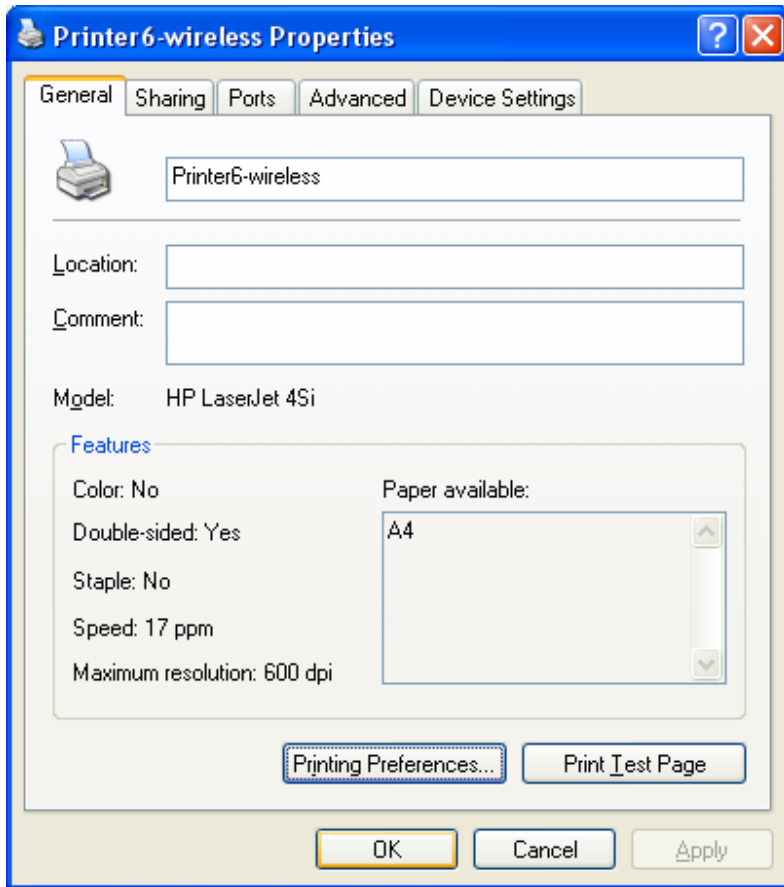 Printer6-wireless Properties
General Sharing Ports Advanced Device Settings
Printer6-wireless
Location:
Comment:
Model: HP LaserJet 4Si
Features
Color: No Paper available:
Double-sided: Yes A4
Staple: No
Speed: 17 ppm
Maximum resolution: 600 dpi
Printing Preferences... Print Test Page
OK Cancel Apply